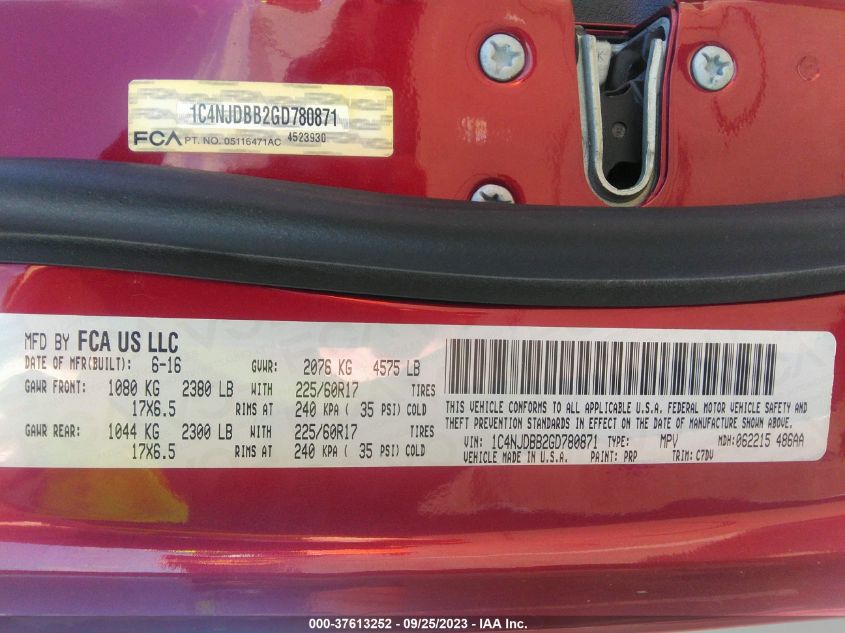 1C4NJDBB2GD780871
FCA PT. NO. 05116471AC 4523930
MFD BY FCA US LLC
DATE OF MFR(BUILT): 6-16 GVWR: 2076 KG 4575 LB
GAWR FRONT: 1080 KG 2380 LB WITH 225/60R17 TIRES
17X6.5 RIMS AT 240 KPA ( 35 PSI) COLD
GAWR REAR: 1044 KG 2300 LB WITH 225/60R17 TIRES
17X6.5 RIMS AT 240 KPA ( 35 PSI) COLD
THIS VEHICLE CONFORMS TO ALL APPLICABLE U.S.A. FEDERAL MOTOR VEHICLE SAFETY AND
THEFT PREVENTION STANDARDS IN EFFECT ON THE DATE OF MANUFACTURE SHOWN ABOVE.
VIN: 1C4NJDBB2GD780871 TYPE: MPV MDH: 062215 486AA
VEHICLE MADE IN U.S.A. PAINT: PRP TRIM: C7DV
000-37613252 - 09/25/2023 - IAA Inc.